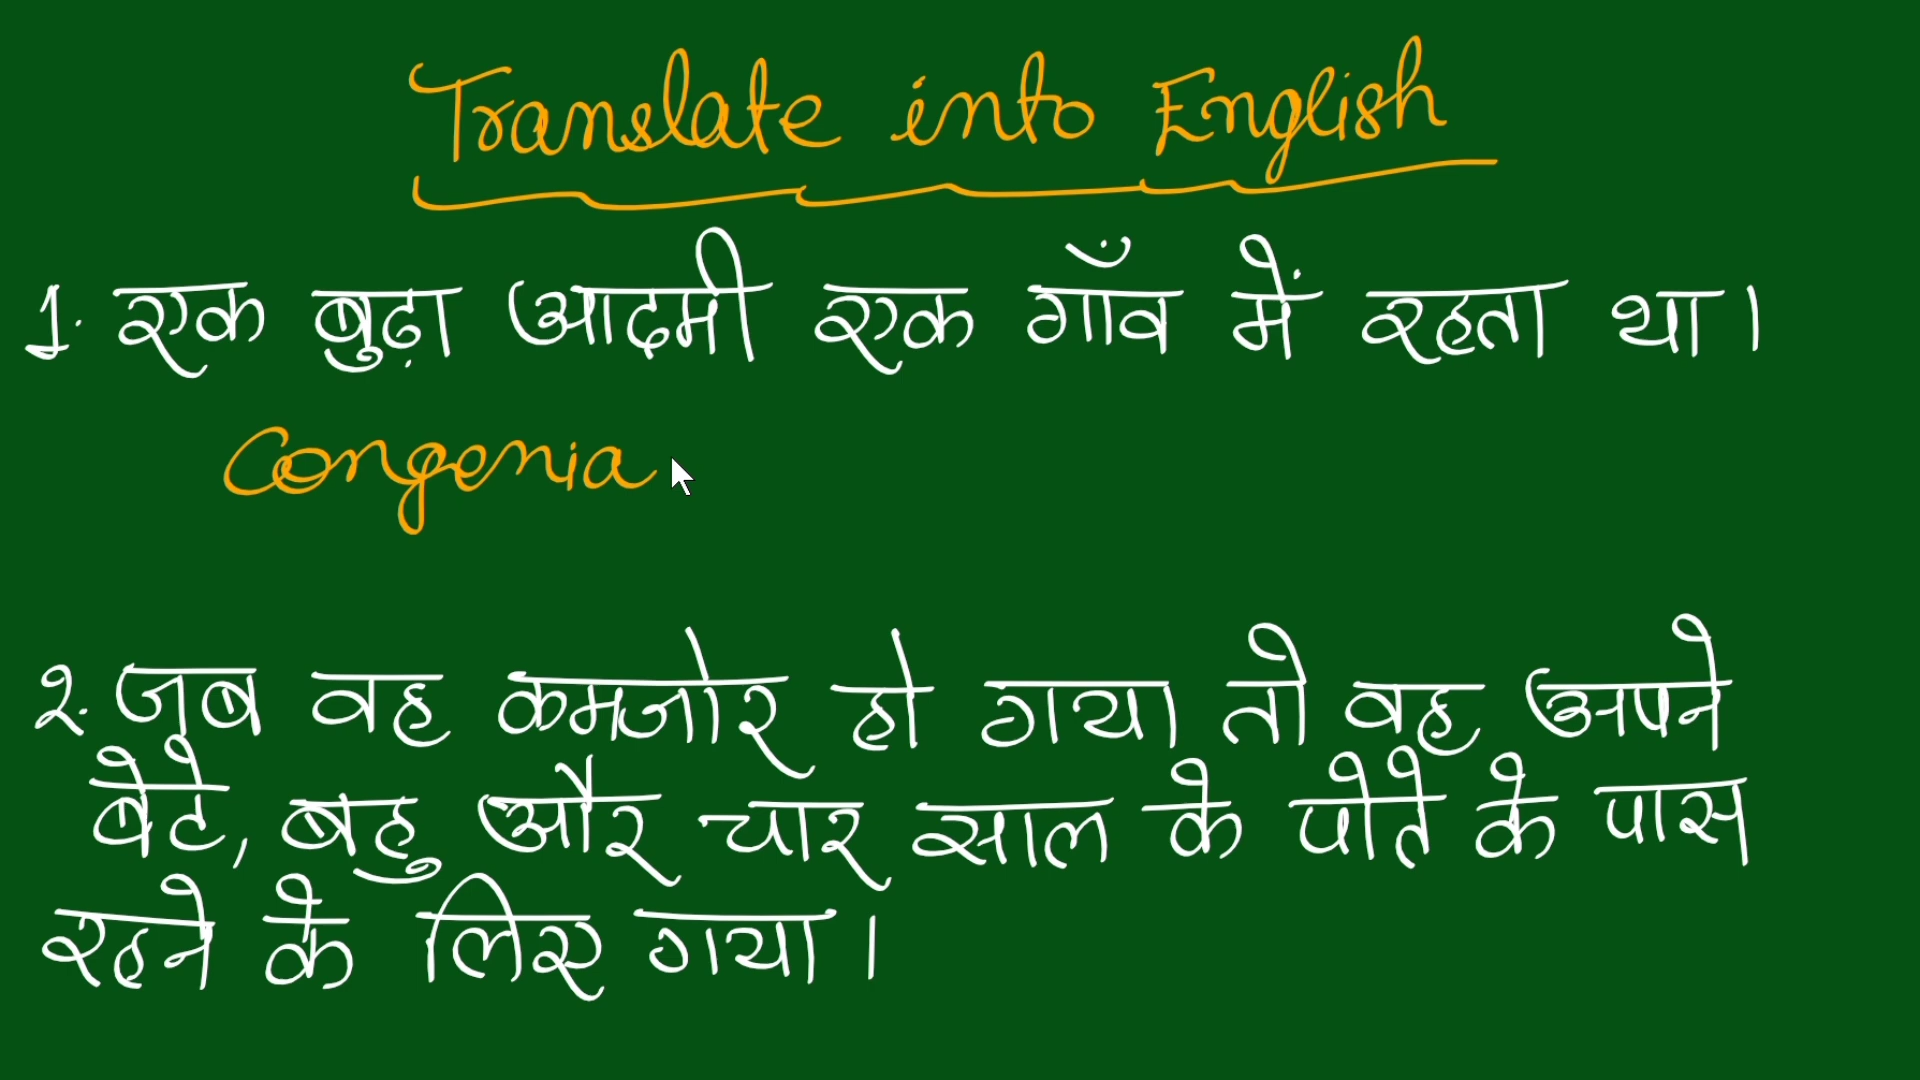 Translate into English
1. एक बुढ़ा आदमी एक गाँव में रहता था।
Congenia
२. जब वह कमजोर हो गया तो वह अपने
बेटे, बहु और चार साल के पोते के पास
रहने के लिए गया।